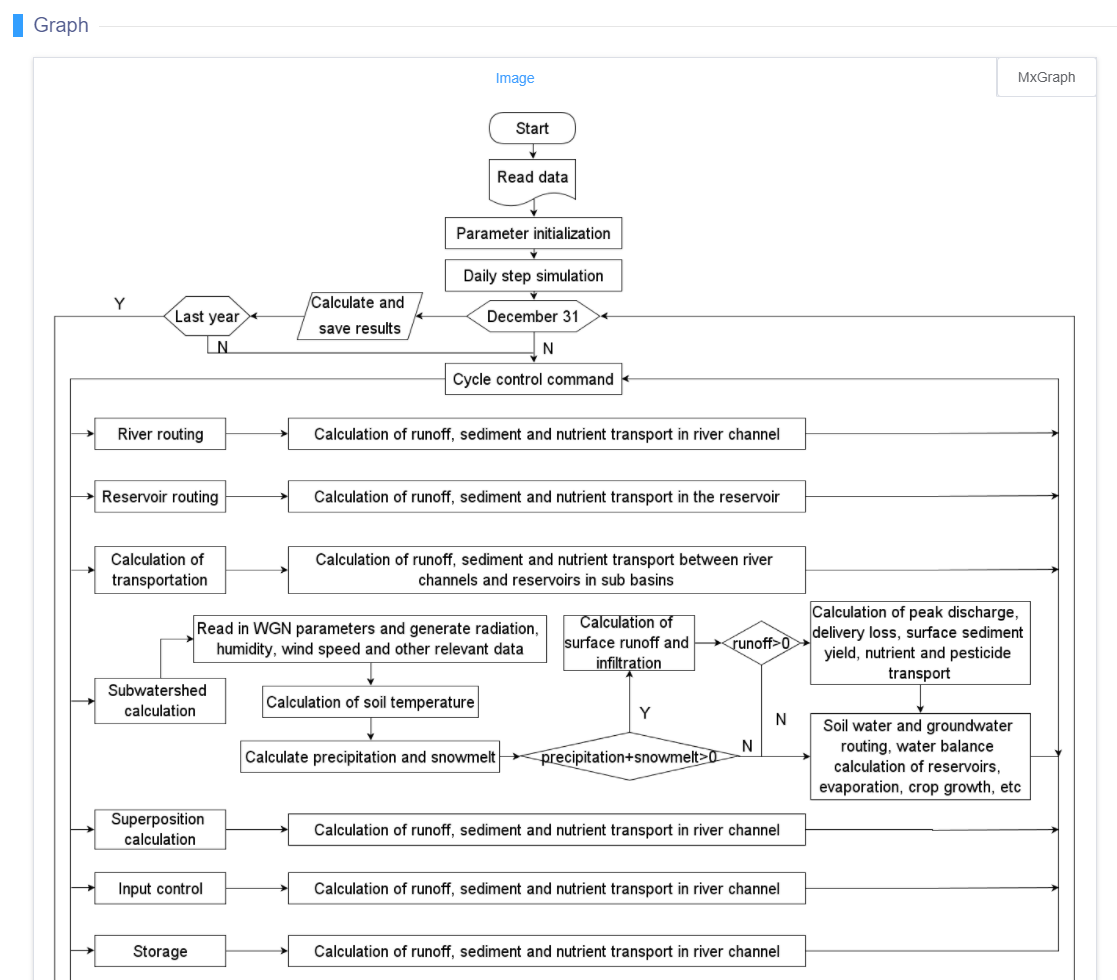 Graph
Image
MxGraph
Start
Read data
Parameter initialization
Daily step simulation
Y
Last year
Calculate and
save results
December 31
N
N
Cycle control command
River routing
Calculation of runoff, sediment and nutrient transport in river channel
Reservoir routing
Calculation of runoff, sediment and nutrient transport in the reservoir
Calculation of
transportation
Calculation of runoff, sediment and nutrient transport between river
channels and reservoirs in sub basins
Subwatershed
calculation
Read in WGN parameters and generate radiation,
humidity, wind speed and other relevant data
Calculation of soil temperature
Calculate precipitation and snowmelt
precipitation+snowmelt>0
Y
N
Calculation of
surface runoff and
infiltration
runoff>0
N
Calculation of peak discharge,
delivery loss, surface sediment
yield, nutrient and pesticide
transport
Soil water and groundwater
routing, water balance
calculation of reservoirs,
evaporation, crop growth, etc
Superposition
calculation
Calculation of runoff, sediment and nutrient transport in river channel
Input control
Calculation of runoff, sediment and nutrient transport in river channel
Storage
Calculation of runoff, sediment and nutrient transport in river channel